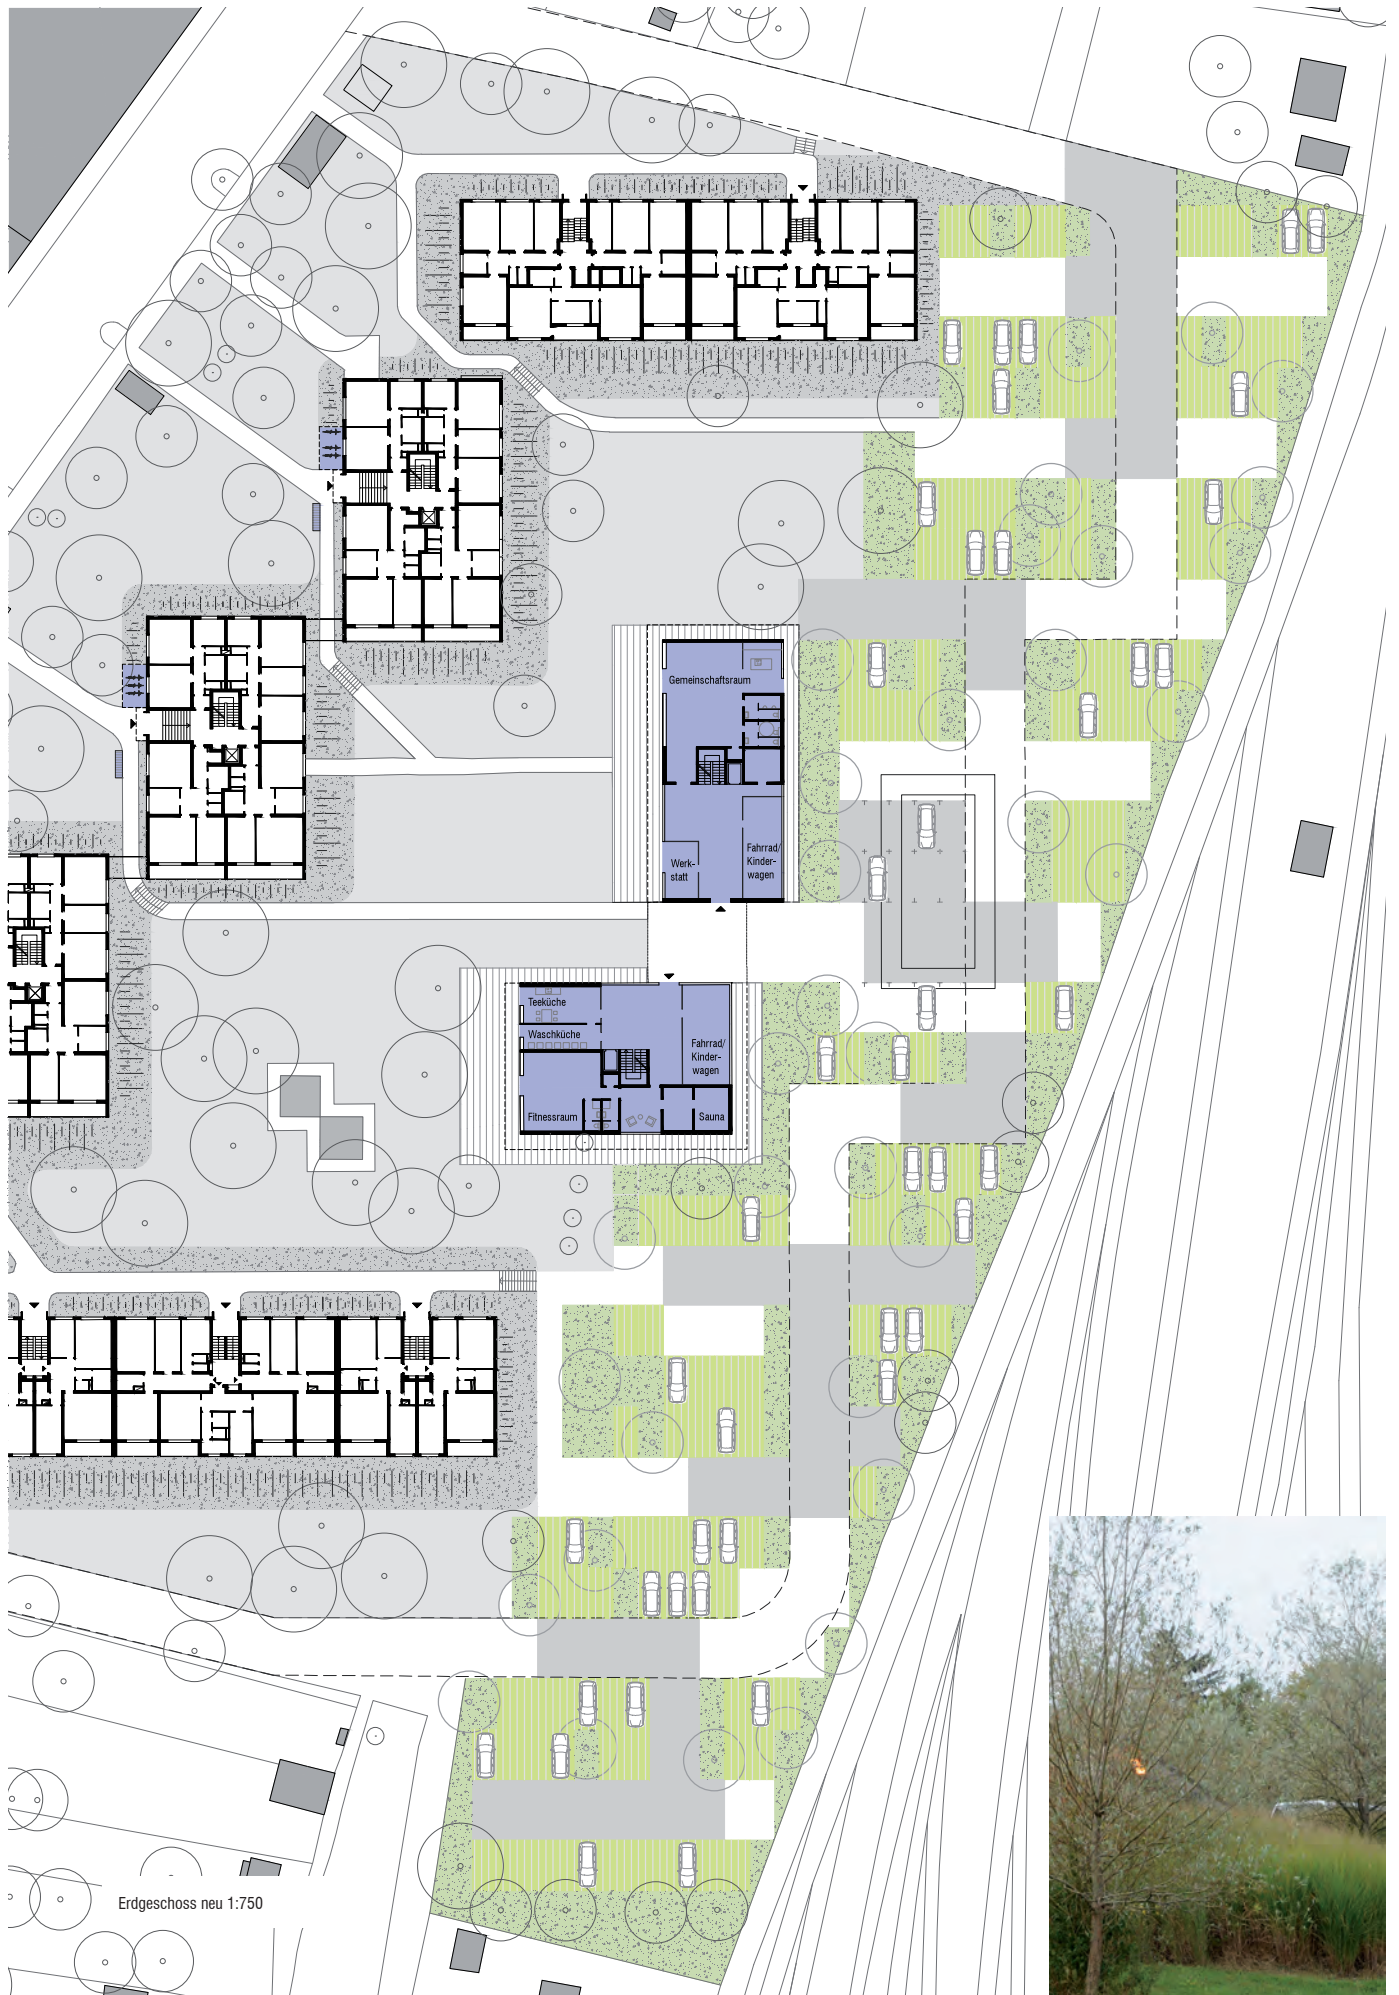 Gemeinschaftsraum
Werk-
statt
Fahrrad/
Kinder-
wagen
Teeküche
Waschküche
Fahrrad/
Kinder-
wagen
Fitnessraum
Sauna
Erdgeschoss neu 1:750